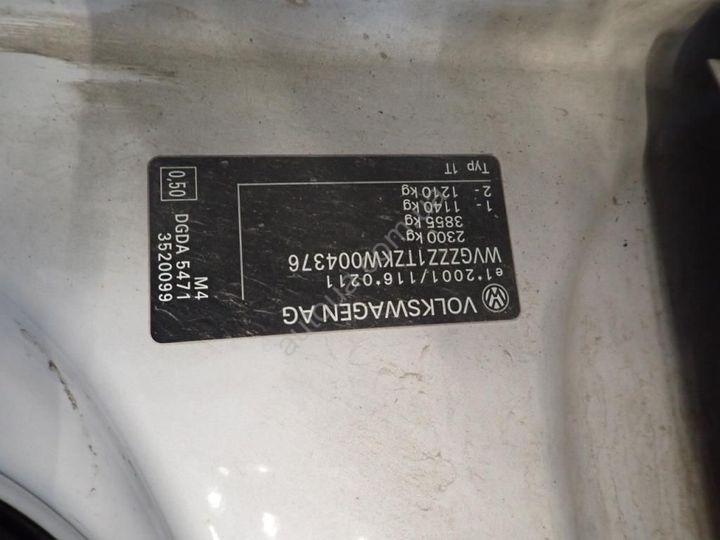 VOLKSWAGEN AG
e1*2001/116*0211
WVGZZZ1TZKW004376
2300 kg
3855 kg
1- 1140 kg
2- 1210 kg
Typ 1T
M4
3520099
DGDA 5471
0,50